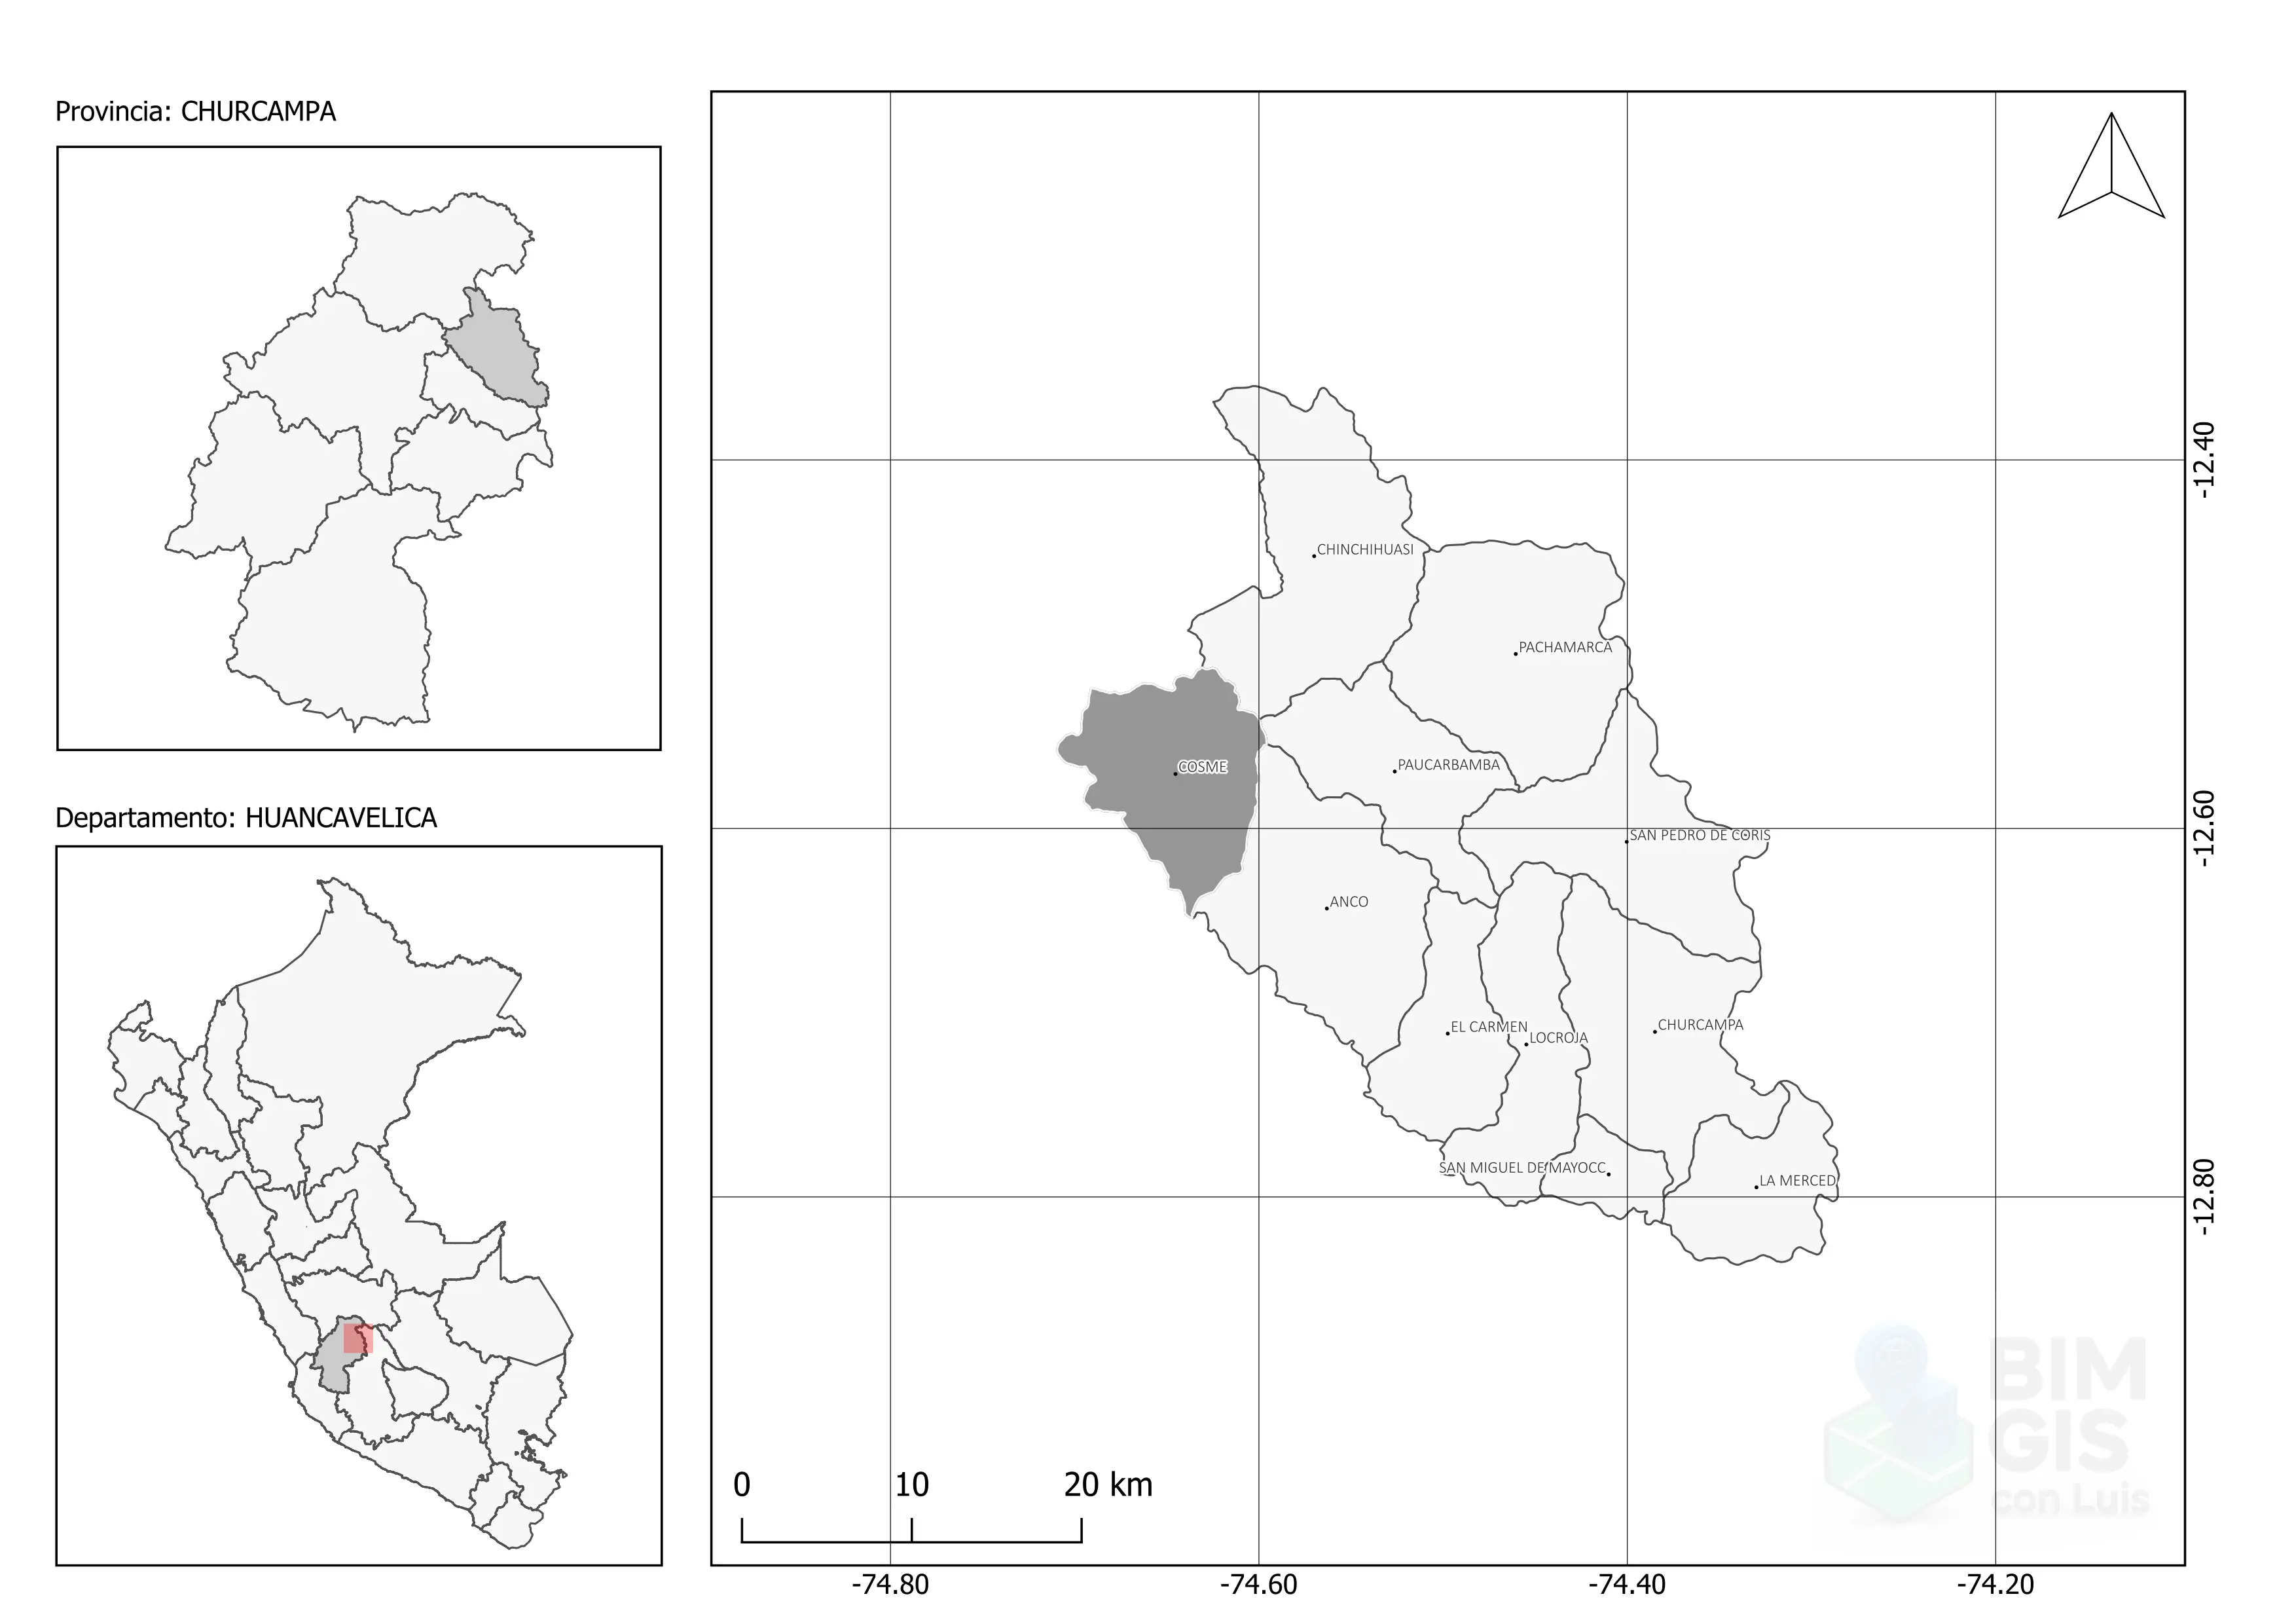 Provincia: CHURCAMPA
Departamento: HUANCAVELICA
CHINCHIHUASI
PACHAMARCA
COSME
PAUCARBAMBA
SAN PEDRO DE CORIS
ANCO
EL CARMEN
LOCROJA
CHURCAMPA
SAN MIGUEL DE MAYOCC
LA MERCED
-12.40
-12.60
-12.80
0 10 20 km
-74.80 -74.60 -74.40 -74.20
BIM
GIS
con Luis